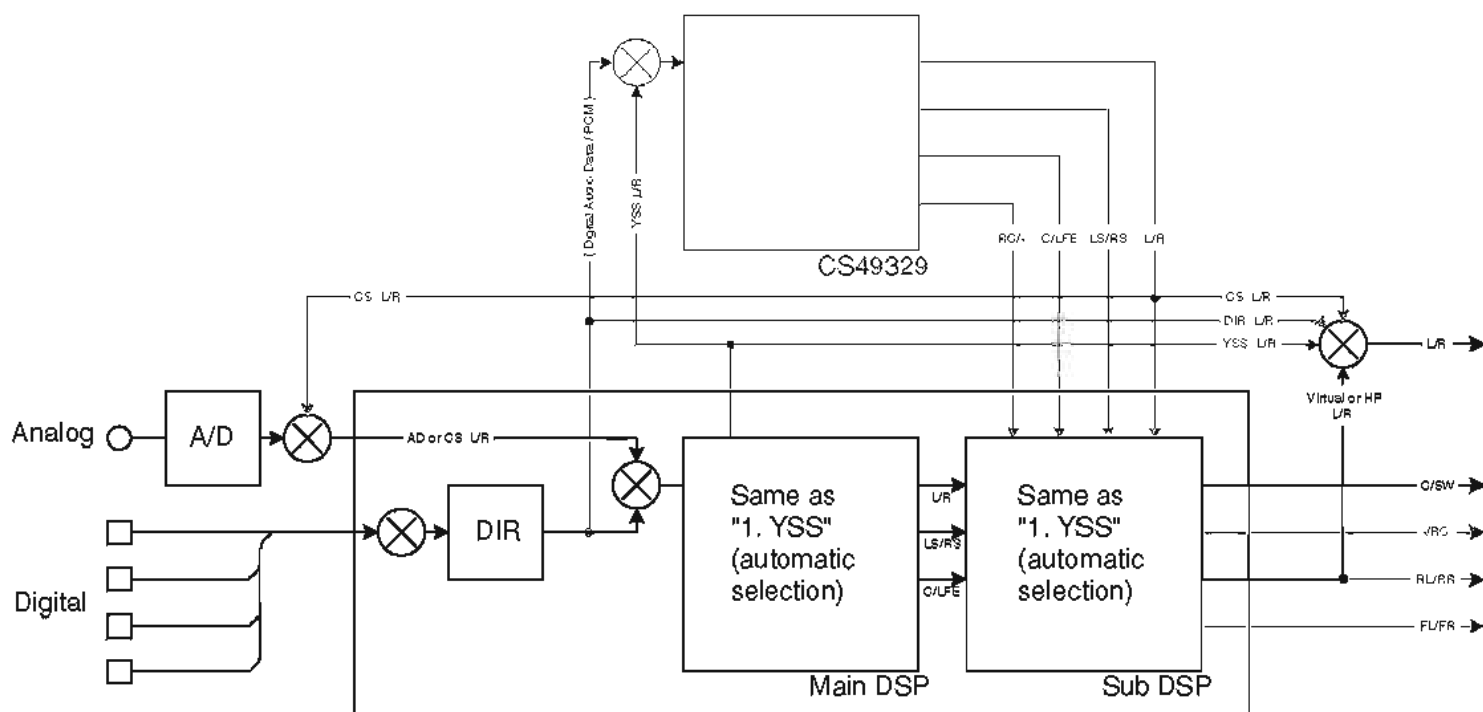 ( Digital Audio Data / PCM )
YSS L/R
C/LFE
LS/RS
L/R
CS49329
CS L/R
CS L/R
DIR L/R
YSS L/R
L/R
Virtual or HP
L/R
Analog
A/D
AD or CS L/R
Same as
"1. YSS"
(automatic
selection)
L/R
LS/RS
C/LFE
Same as
"1. YSS"
(automatic
selection)
C/SW
DIR
RL/RR
FL/FR
Digital
Main DSP
Sub DSP